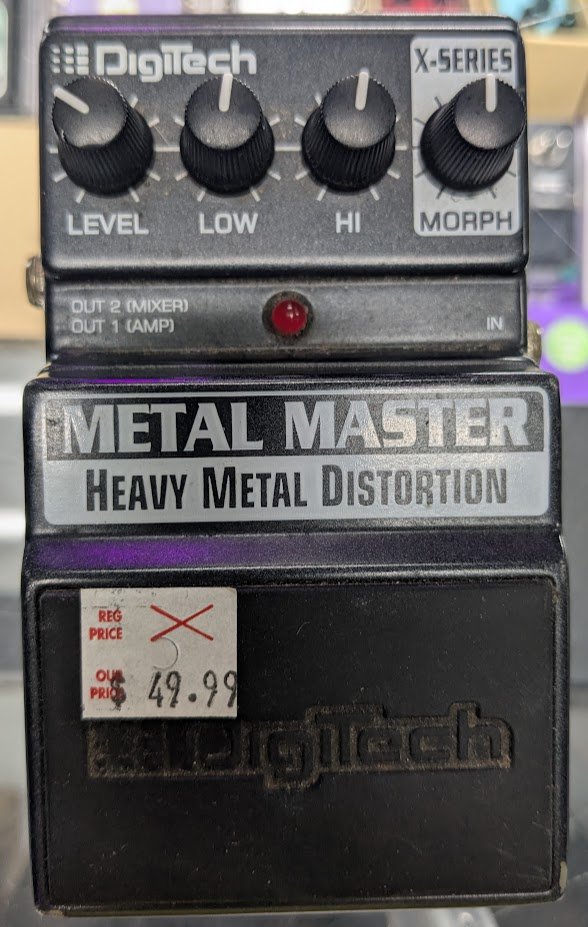 DigiTech
X-SERIES
LEVEL
LOW
HI
MORPH
OUT 2 (MIXER)
OUT 1 (AMP)
IN
METAL MASTER
HEAVY METAL DISTORTION
REG
PRICE
OUR
PRICE
$ 49.99
DigiTech